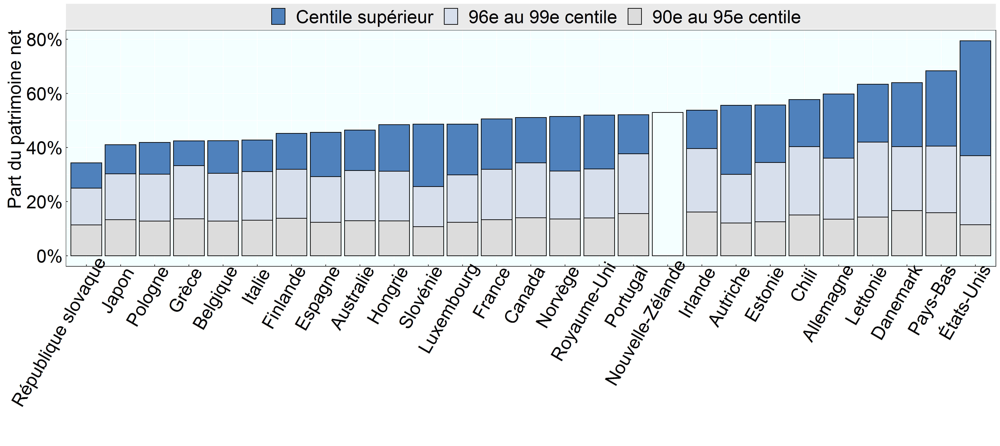 Centile supérieur 96e au 99e centile 90e au 95e centile
Part du patrimoine net
80%
60%
40%
20%
0%
République slovaque
Japon
Pologne
Grèce
Belgique
Italie
Finlande
Espagne
Australie
Hongrie
Slovénie
Luxembourg
France
Canada
Norvège
Royaume-Uni
Portugal
Nouvelle-Zélande
Irlande
Autriche
Estonie
Chili
Allemagne
Lettonie
Danemark
Pays-Bas
États-Unis